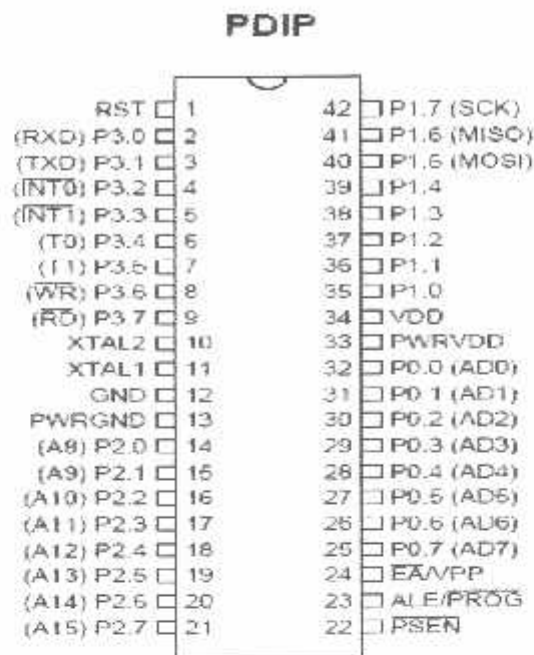 PDIP
RST 1 42 P1.7 (SCK)
(RXD) P3.0 2 41 P1.6 (MISO)
(TXD) P3.1 3 40 P1.5 (MOSI)
(INT0) P3.2 4 39 P1.4
(INT1) P3.3 5 38 P1.3
(T0) P3.4 6 37 P1.2
(T1) P3.5 7 36 P1.1
(WR) P3.6 8 35 P1.0
(RD) P3.7 9 34 VDD
XTAL2 10 33 PWRVDD
XTAL1 11 32 P0.0 (AD0)
GND 12 31 P0.1 (AD1)
PWRGND 13 30 P0.2 (AD2)
(A8) P2.0 14 29 P0.3 (AD3)
(A9) P2.1 15 28 P0.4 (AD4)
(A10) P2.2 16 27 P0.5 (AD5)
(A11) P2.3 17 26 P0.6 (AD6)
(A12) P2.4 18 25 P0.7 (AD7)
(A13) P2.5 19 24 EA/VPP
(A14) P2.6 20 23 ALE/PROG
(A15) P2.7 21 22 PSEN